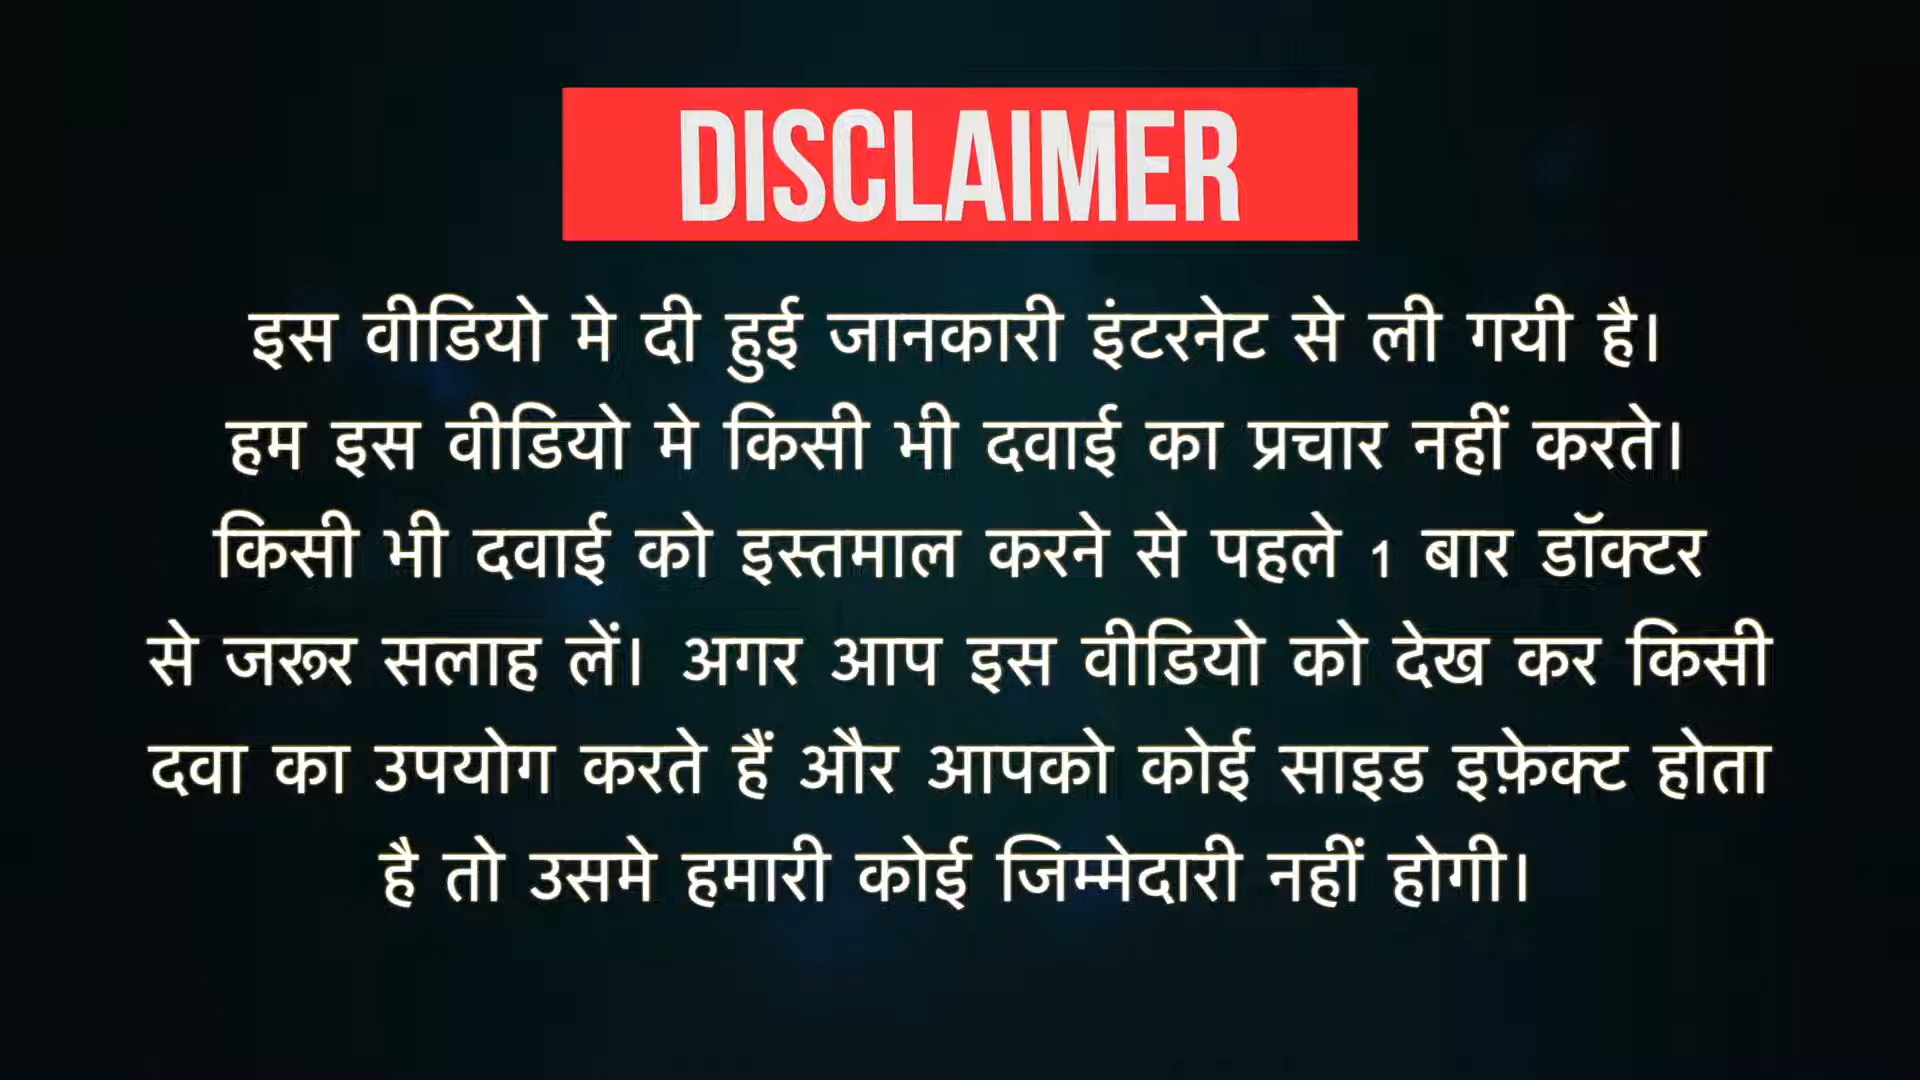 DISCLAIMER
इस वीडियो मे दी हुई जानकारी इंटरनेट से ली गयी है।
हम इस वीडियो मे किसी भी दवाई का प्रचार नहीं करते।
किसी भी दवाई को इस्तमाल करने से पहले 1 बार डॉक्टर
से जरूर सलाह लें। अगर आप इस वीडियो को देख कर किसी
दवा का उपयोग करते हैं और आपको कोई साइड इफ़ेक्ट होता
है तो उसमे हमारी कोई जिम्मेदारी नहीं होगी।